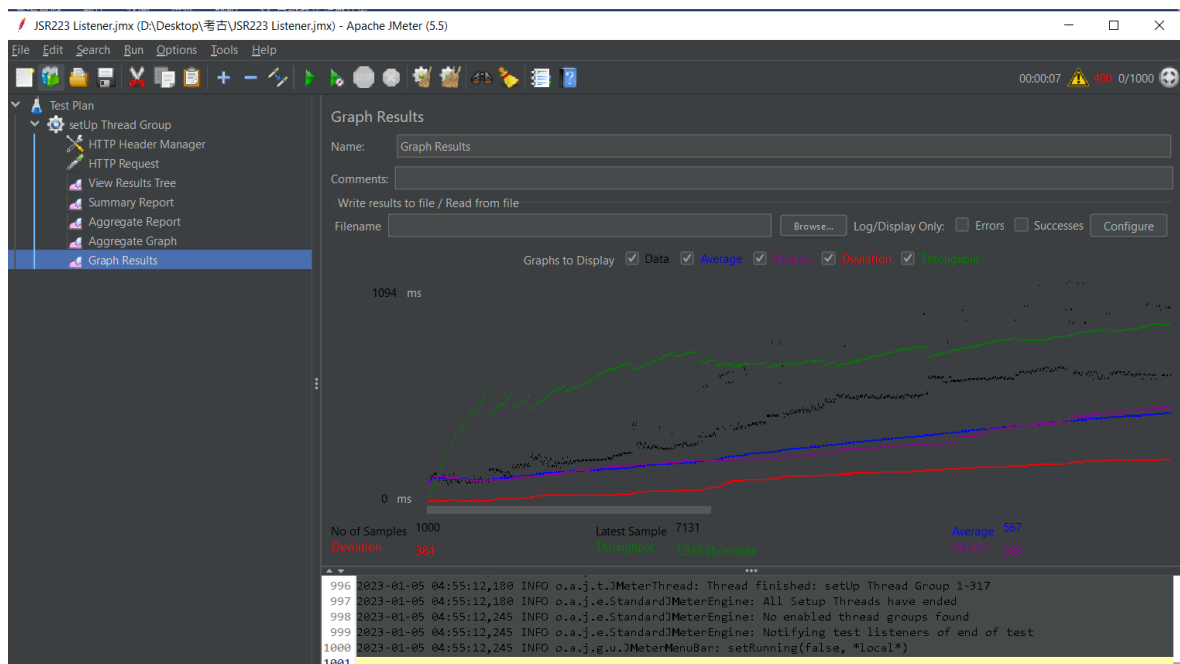 JSR223 Listener.jmx (D:\Desktop\考古\JSR223 Listener.jmx) - Apache JMeter (5.5)
File Edit Search Run Options Tools Help
00:00:07 400 0/1000
Test Plan
setUp Thread Group
HTTP Header Manager
HTTP Request
View Results Tree
Summary Report
Aggregate Report
Aggregate Graph
Graph Results
Graph Results
Name: Graph Results
Comments:
Write results to file / Read from file
Filename Browse... Log/Display Only: Errors Successes Configure
Graphs to Display Data Average Median Deviation Throughput
1094 ms
0 ms
No of Samples 1000 Latest Sample 7131 Average 567
Deviation 384 Throughput 7,933.36/minute Median
996 2023-01-05 04:55:12,180 INFO o.a.j.t.JMeterThread: Thread finished: setUp Thread Group 1-317
997 2023-01-05 04:55:12,180 INFO o.a.j.e.StandardJMeterEngine: All Setup Threads have ended
998 2023-01-05 04:55:12,245 INFO o.a.j.e.StandardJMeterEngine: No enabled thread groups found
999 2023-01-05 04:55:12,245 INFO o.a.j.e.StandardJMeterEngine: Notifying test listeners of end of test
1000 2023-01-05 04:55:12,245 INFO o.a.j.g.u.JMeterMenuBar: setRunning(false, *local*)
1001